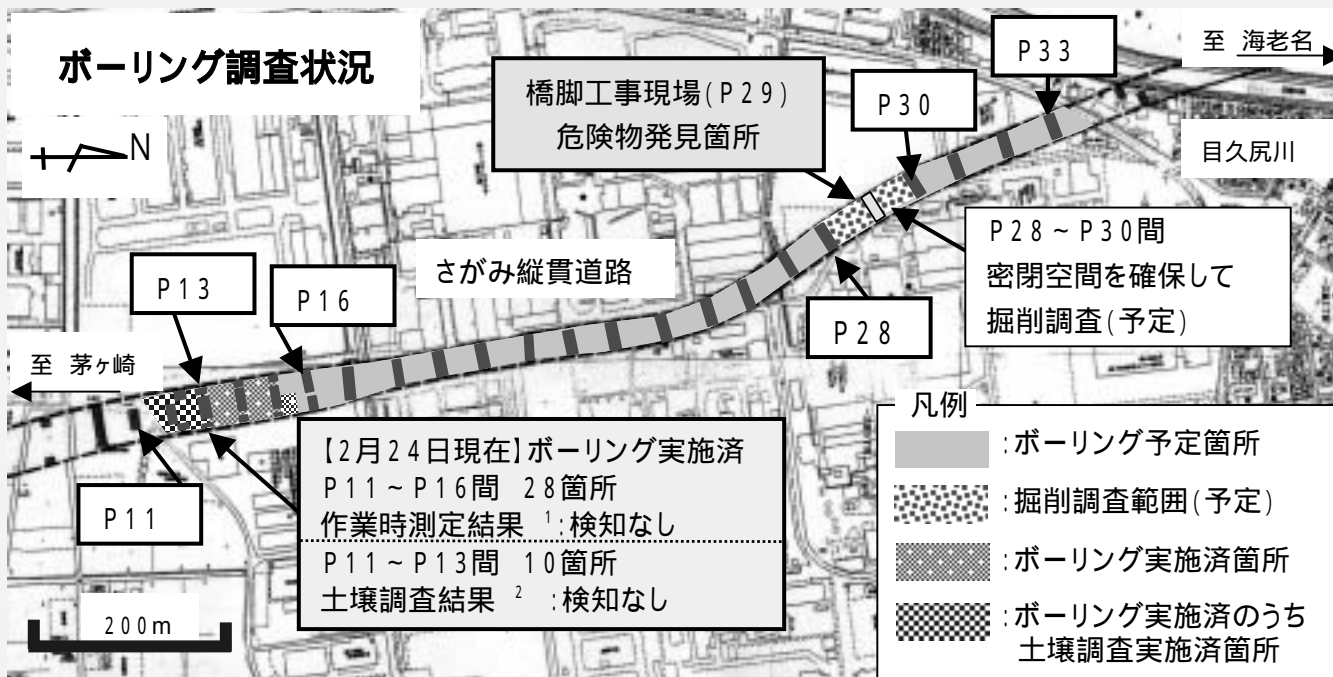 ボーリング調査状況
N
至 海老名
P33
橋脚工事現場(P29)
危険物発見箇所
P30
目久尻川
P28～P30間
密閉空間を確保して
掘削調査(予定)
さがみ縦貫道路
P13
P16
P28
至 茅ヶ崎
P11
【2月24日現在】ボーリング実施済
P11～P16間 28箇所
作業時測定結果 1:検知なし
P11～P13間 10箇所
土壌調査結果 2 :検知なし
200m
凡例
:ボーリング予定箇所
:掘削調査範囲(予定)
:ボーリング実施済箇所
:ボーリング実施済のうち
土壌調査実施済箇所